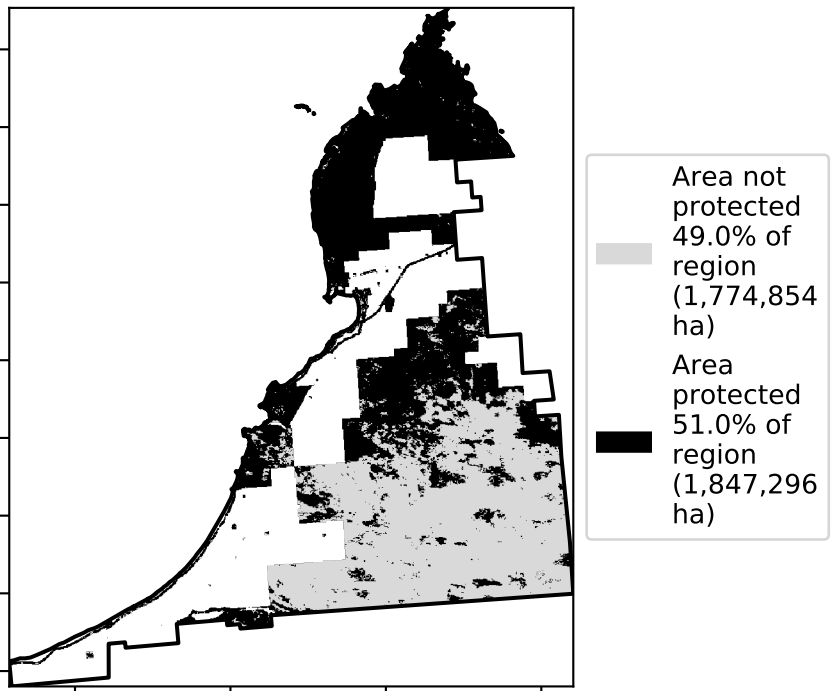 Area not
protected
49.0% of
region
(1,774,854
ha)
Area
protected
51.0% of
region
(1,847,296
ha)